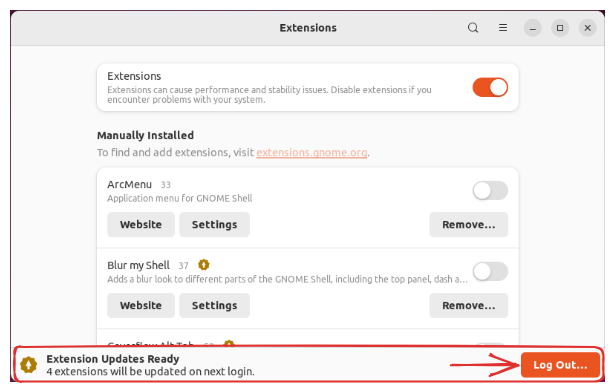 Extensions
Extensions
Extensions can cause performance and stability issues. Disable extensions if you
encounter problems with your system.
Manually Installed
To find and add extensions, visit extensions.gnome.org.
ArcMenu 33
Application menu for GNOME Shell
Website Settings Remove...
Blur my Shell 37
Adds a blur look to different parts of the GNOME Shell, including the top panel, dash a...
Website Settings Remove...
Extension Updates Ready
4 extensions will be updated on next login.
Log Out...